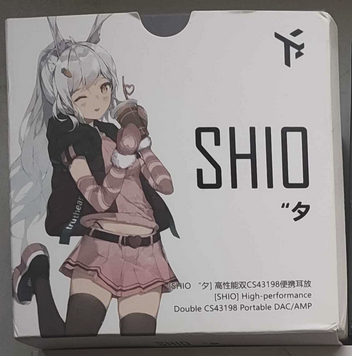 SHIO
"夕
truthear
[SHIO "夕] 高性能双CS43198便携耳放
[SHIO] High-performance
Double CS43198 Portable DAC/AMP